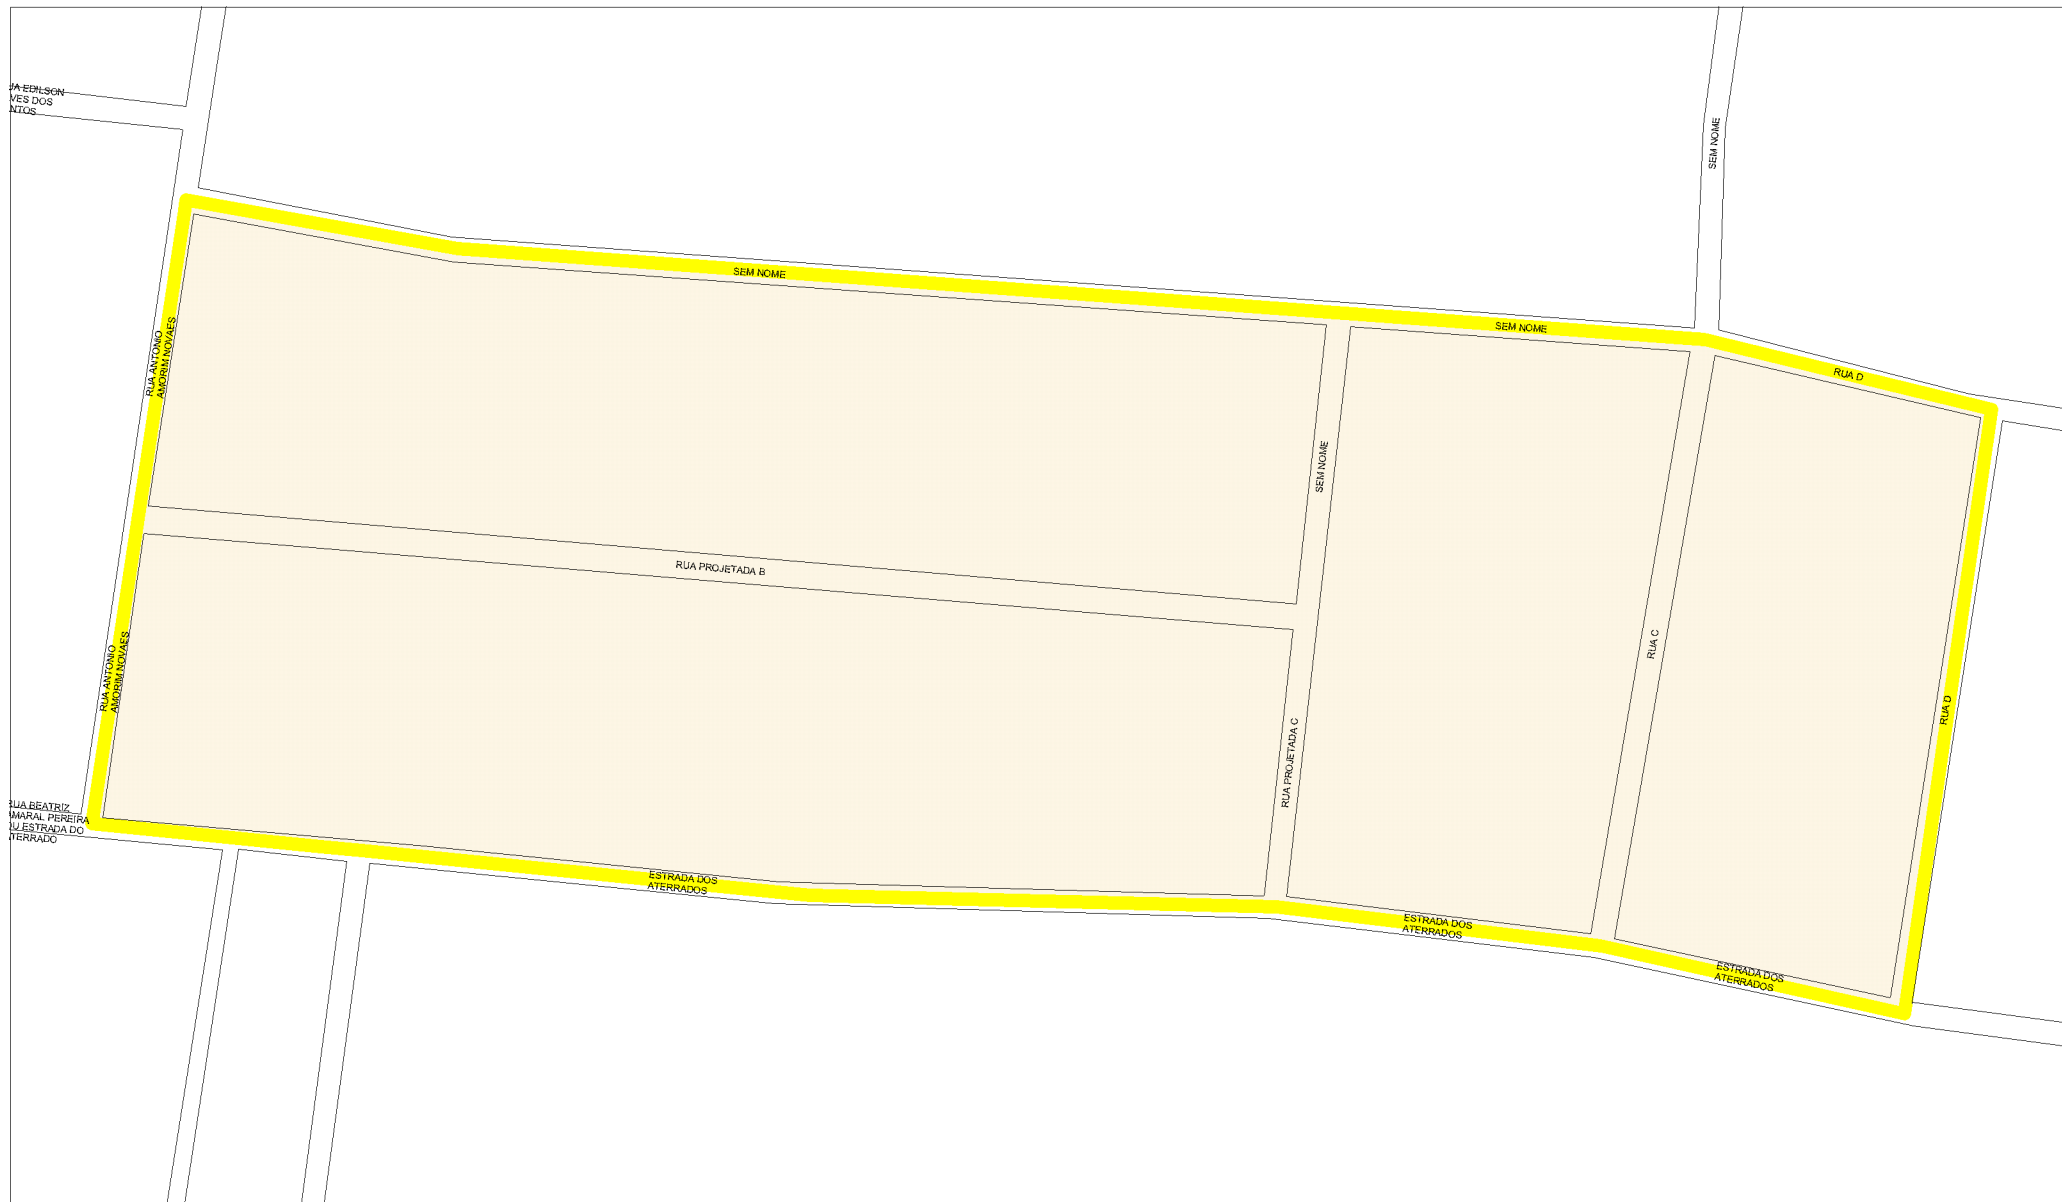 UA EDILSON
VES DOS
NTOS
SEM NOME
SEM NOME
SEM NOME
RUA D
RUA ANTONIO
AMORIM NOVAES
SEM NOME
RUA PROJETADA B
RUA C
RUA ANTONIO
AMORIM NOVAES
RUA D
RUA PROJETADA C
RUA BEATRIZ
AMARAL PEREIRA
OU ESTRADA DO
ATERRADO
ESTRADA DOS
ATERRADOS
ESTRADA DOS
ATERRADOS
ESTRADA DOS
ATERRADOS